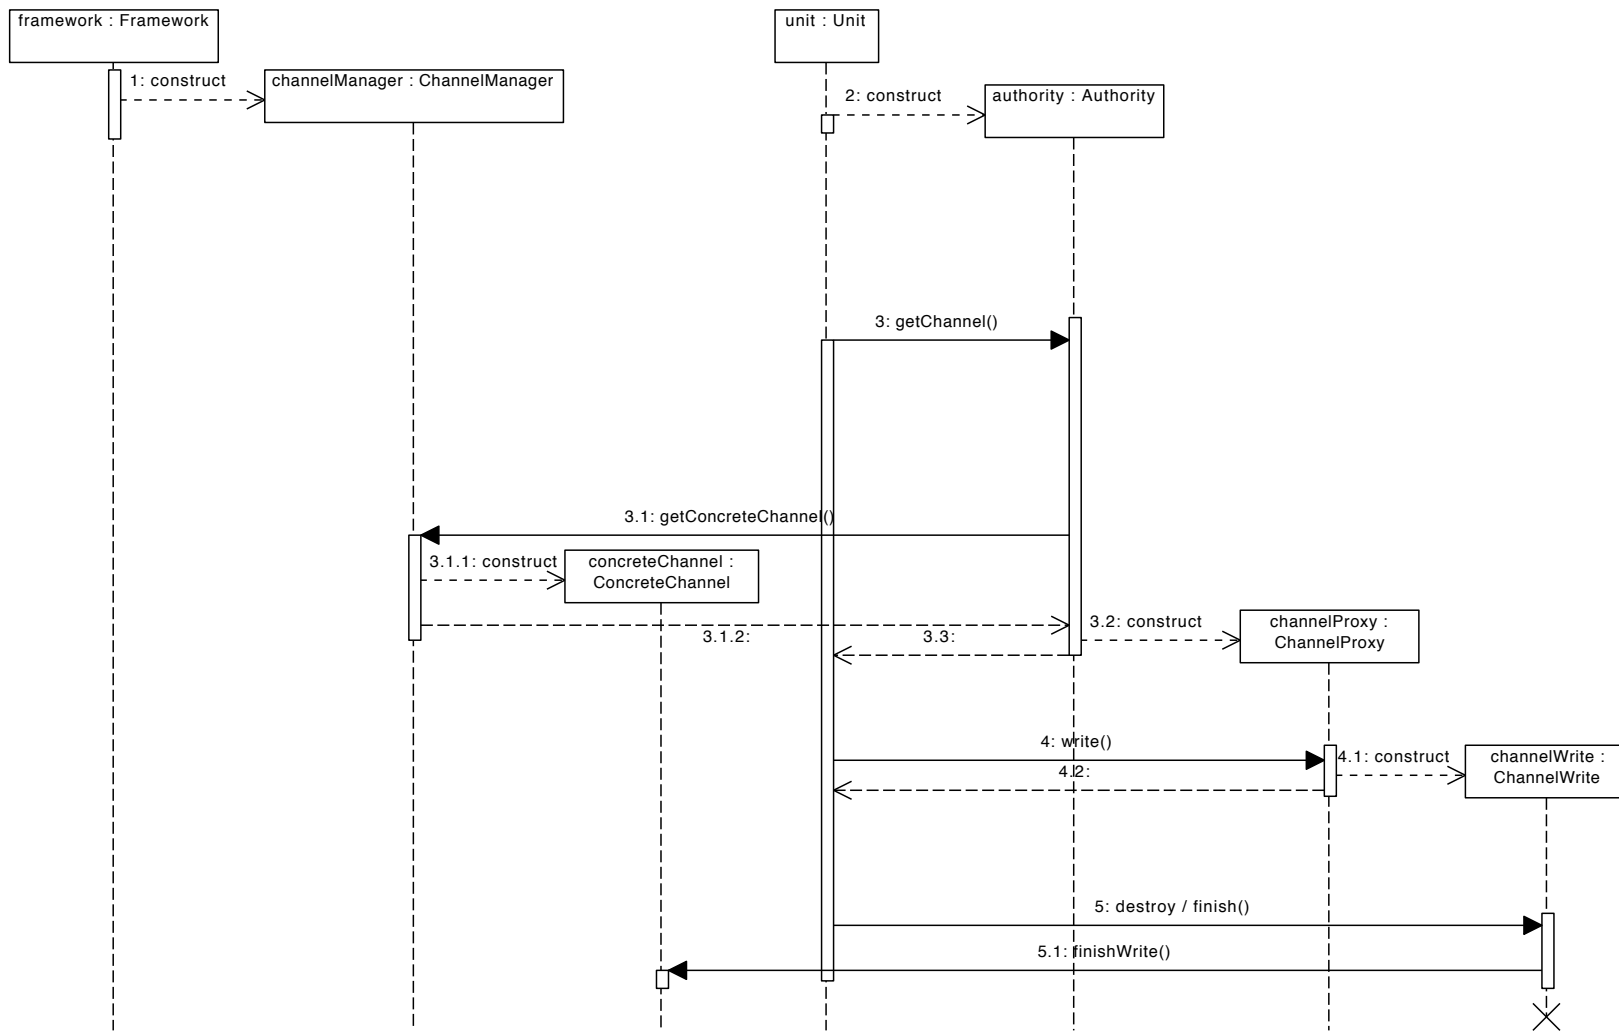 framework : Framework
unit : Unit
1: construct
channelManager : ChannelManager
2: construct
authority : Authority
3: getChannel()
3.1: getConcreteChannel()
3.1.1: construct
concreteChannel :
ConcreteChannel
3.1.2:
3.2: construct
channelProxy :
ChannelProxy
3.3:
4: write()
4.1: construct
channelWrite :
ChannelWrite
4.2:
5: destroy / finish()
5.1: finishWrite()